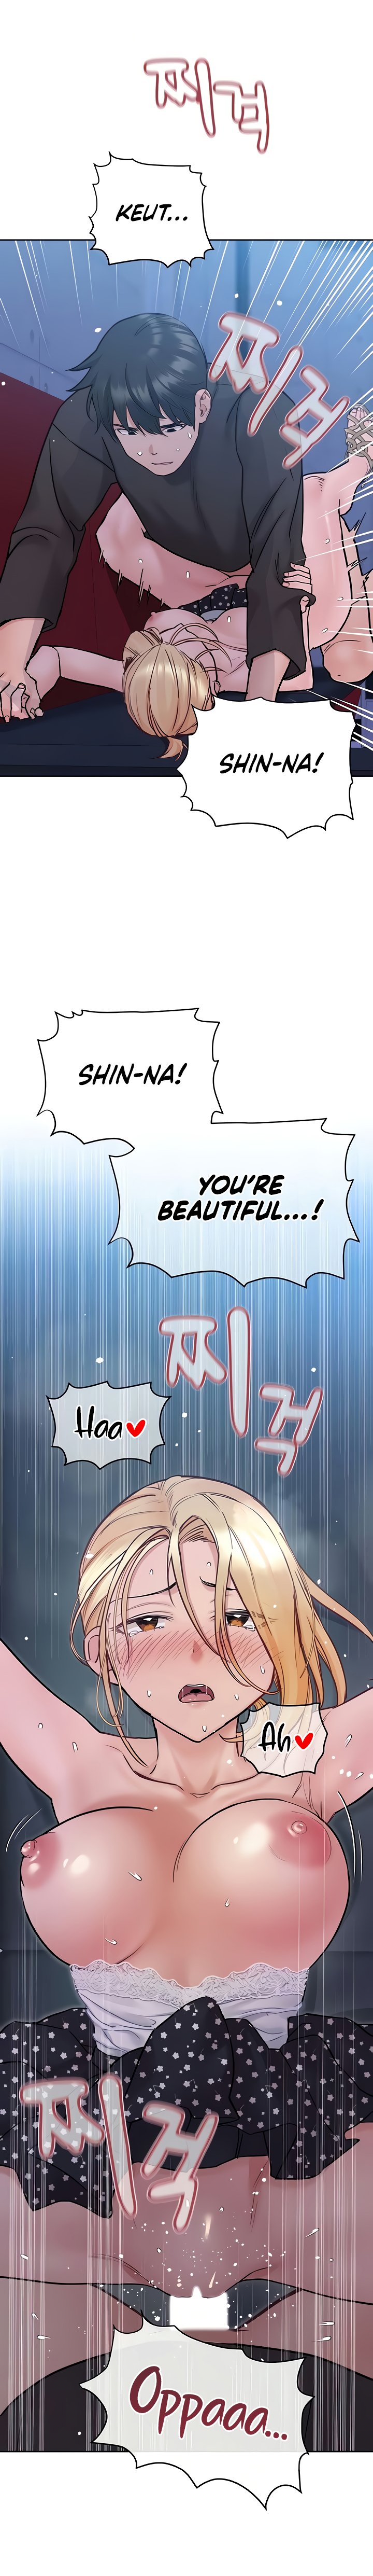 찌걱
KEUT...
찌걱
SHIN-NA!
SHIN-NA!
YOU'RE
BEAUTIFUL...!
찌걱
Haa♥
Ah♥
찌걱
OPPAAA...